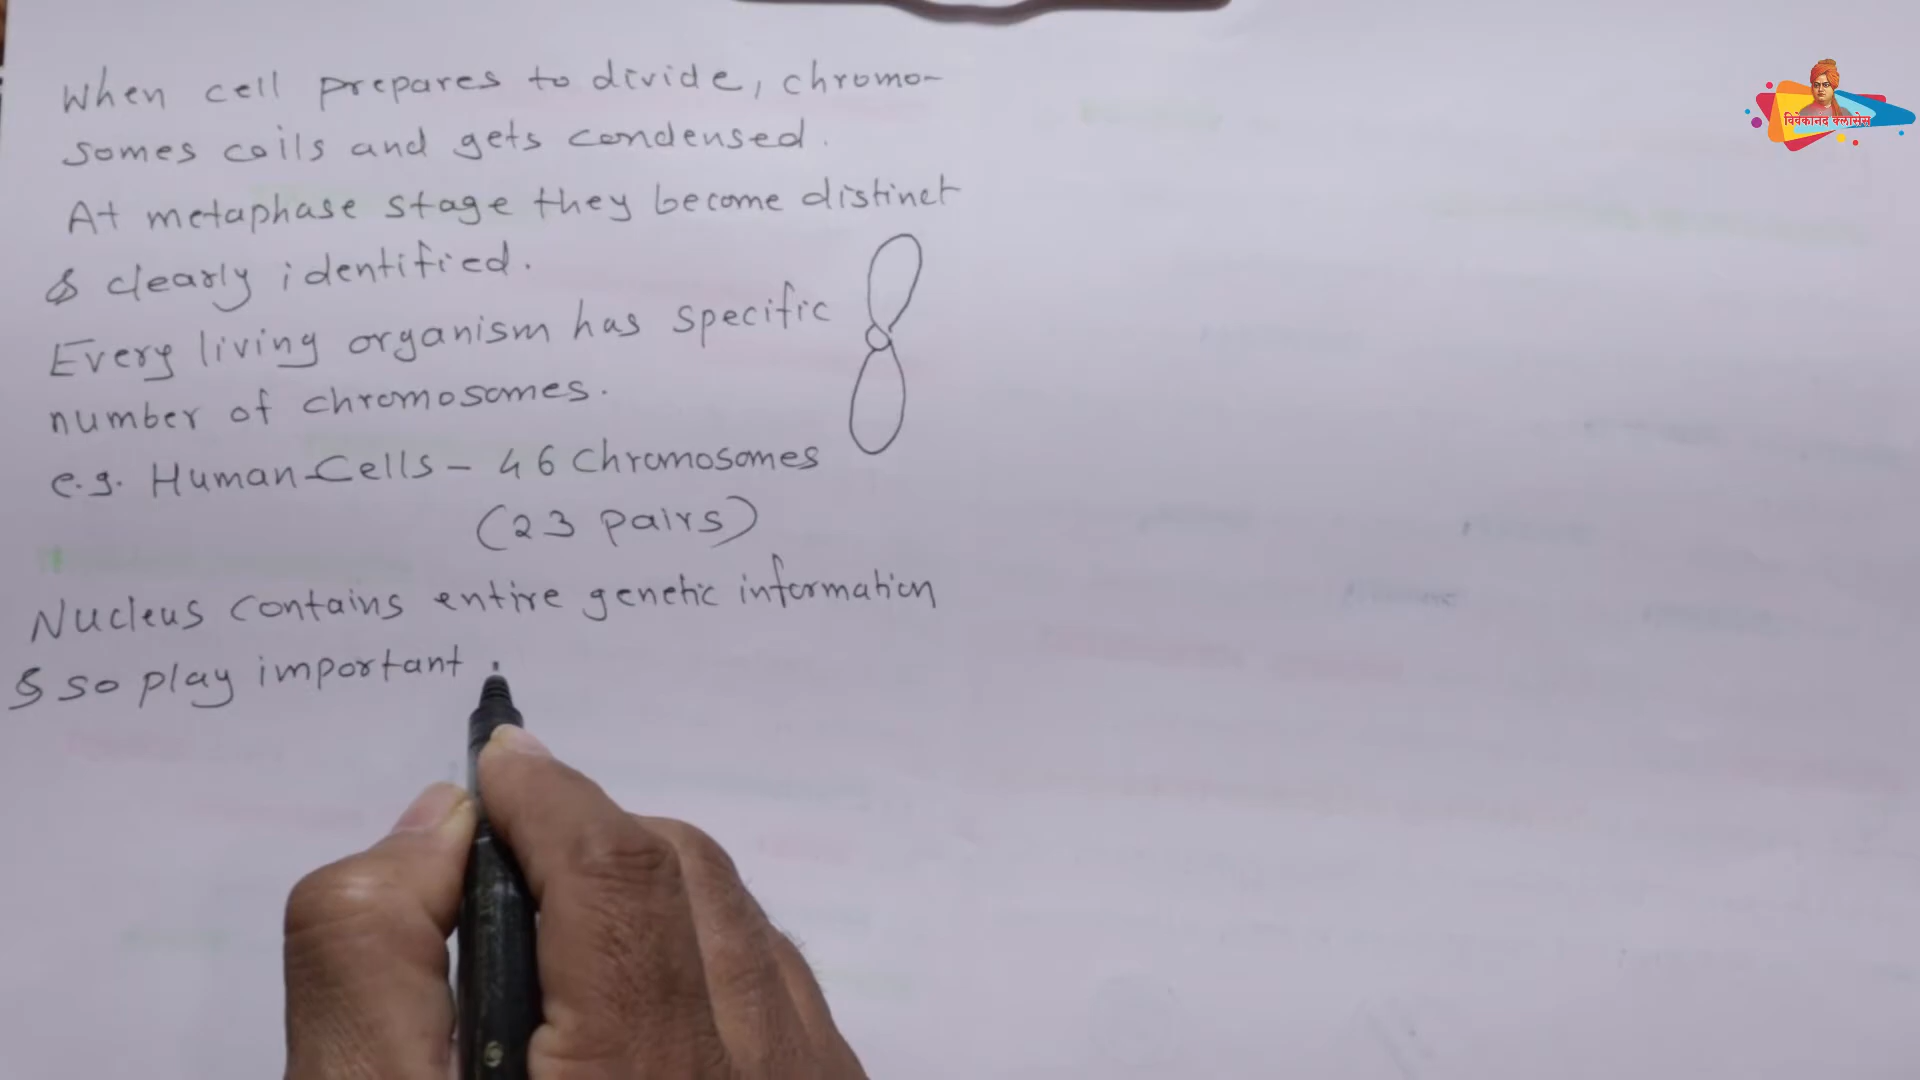 When cell prepares to divide, chromo-
somes coils and gets condensed.
At metaphase stage they become distinct
& clearly identified.
Every living organism has specific
number of chromosomes.
e.g. Human Cells - 46 Chromosomes
(23 pairs)
Nucleus contains entire genetic information
& so play important
विवेकानंद क्लासेस